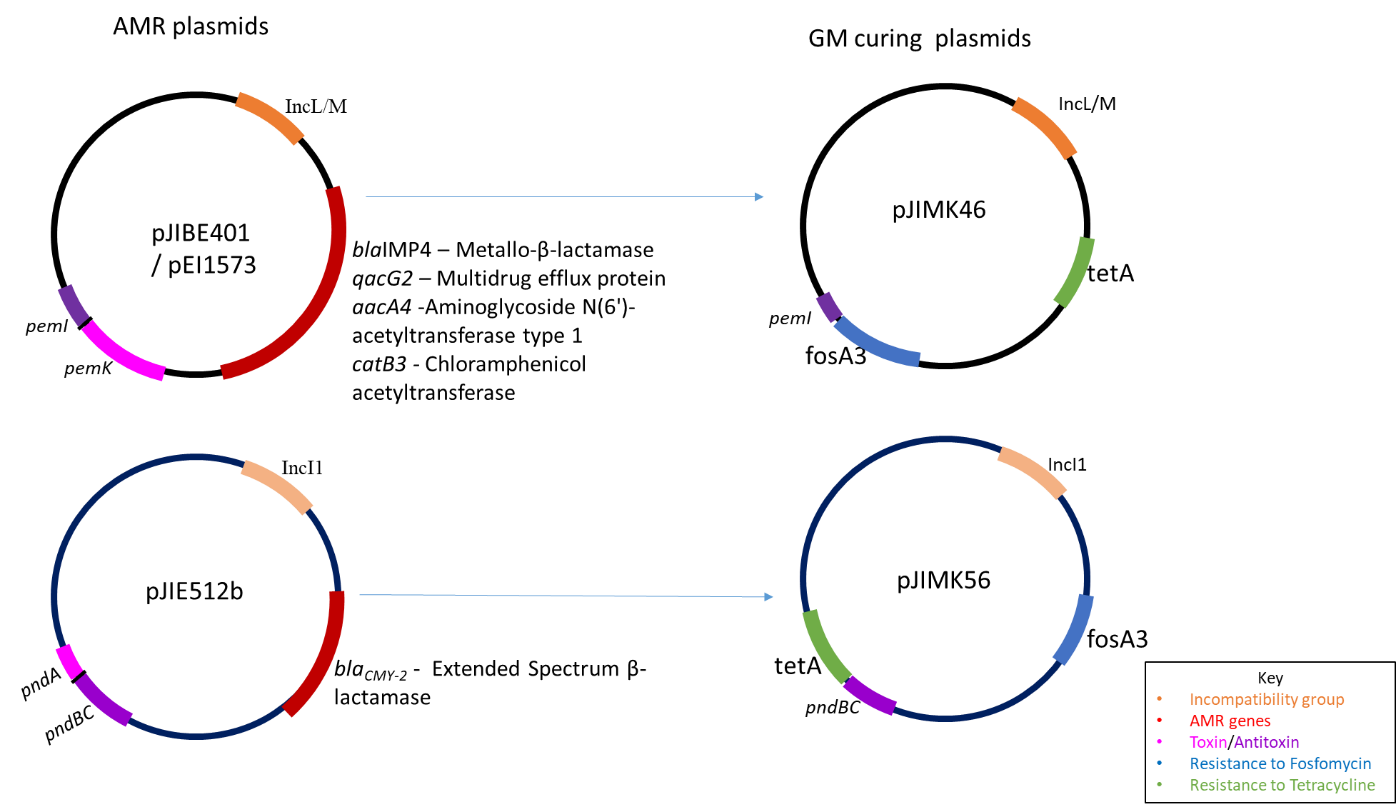 AMR plasmids
GM curing plasmids
IncL/M
pJIBE401
/ pEI1573
pemI
pemK
blaIMP4 – Metallo-β-lactamase
qacG2 – Multidrug efflux protein
aacA4 -Aminoglycoside N(6')-
acetyltransferase type 1
catB3 - Chloramphenicol
acetyltransferase
IncL/M
pJIMK46
tetA
pemI
fosA3
IncI1
pJIE512b
pndA
pndBC
blaCMY-2 - Extended Spectrum β-
lactamase
IncI1
pJIMK56
fosA3
tetA
pndBC
Key
• Incompatibility group
• AMR genes
• Toxin/Antitoxin
• Resistance to Fosfomycin
• Resistance to Tetracycline